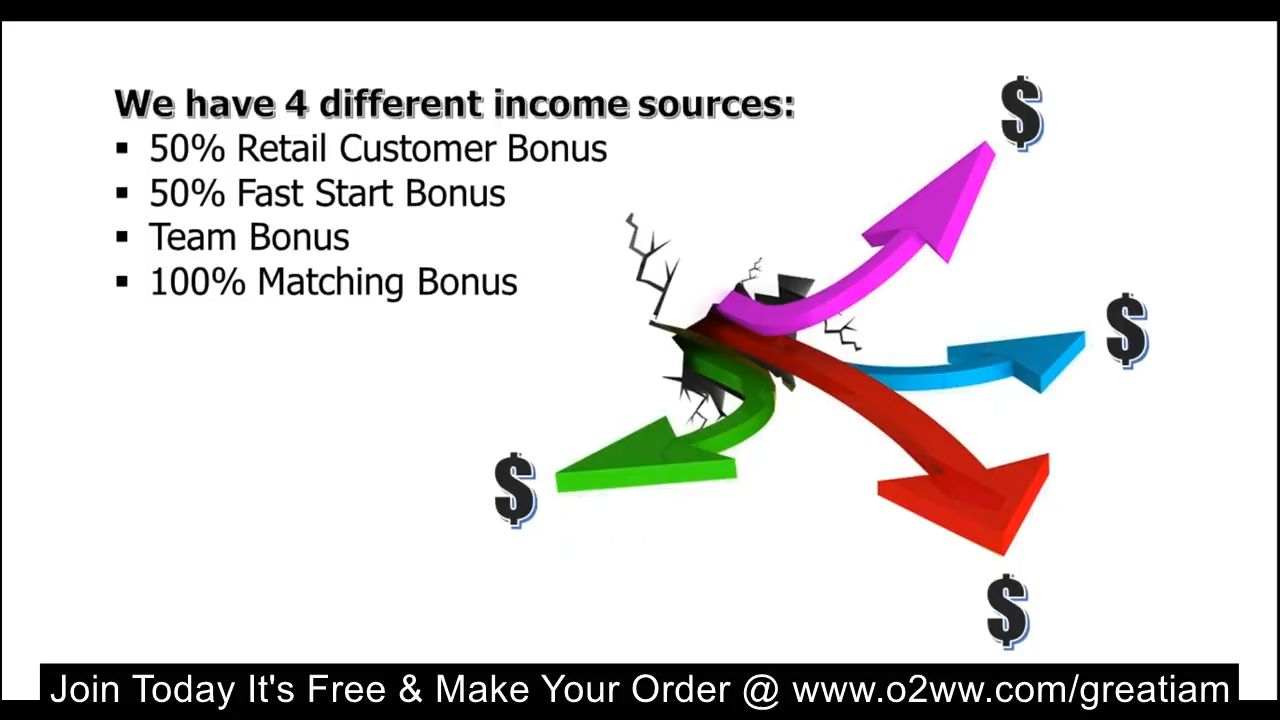 We have 4 different income sources:
▪ 50% Retail Customer Bonus
▪ 50% Fast Start Bonus
▪ Team Bonus
▪ 100% Matching Bonus
$
$
$
$
Join Today It's Free & Make Your Order @ www.o2ww.com/greatiam